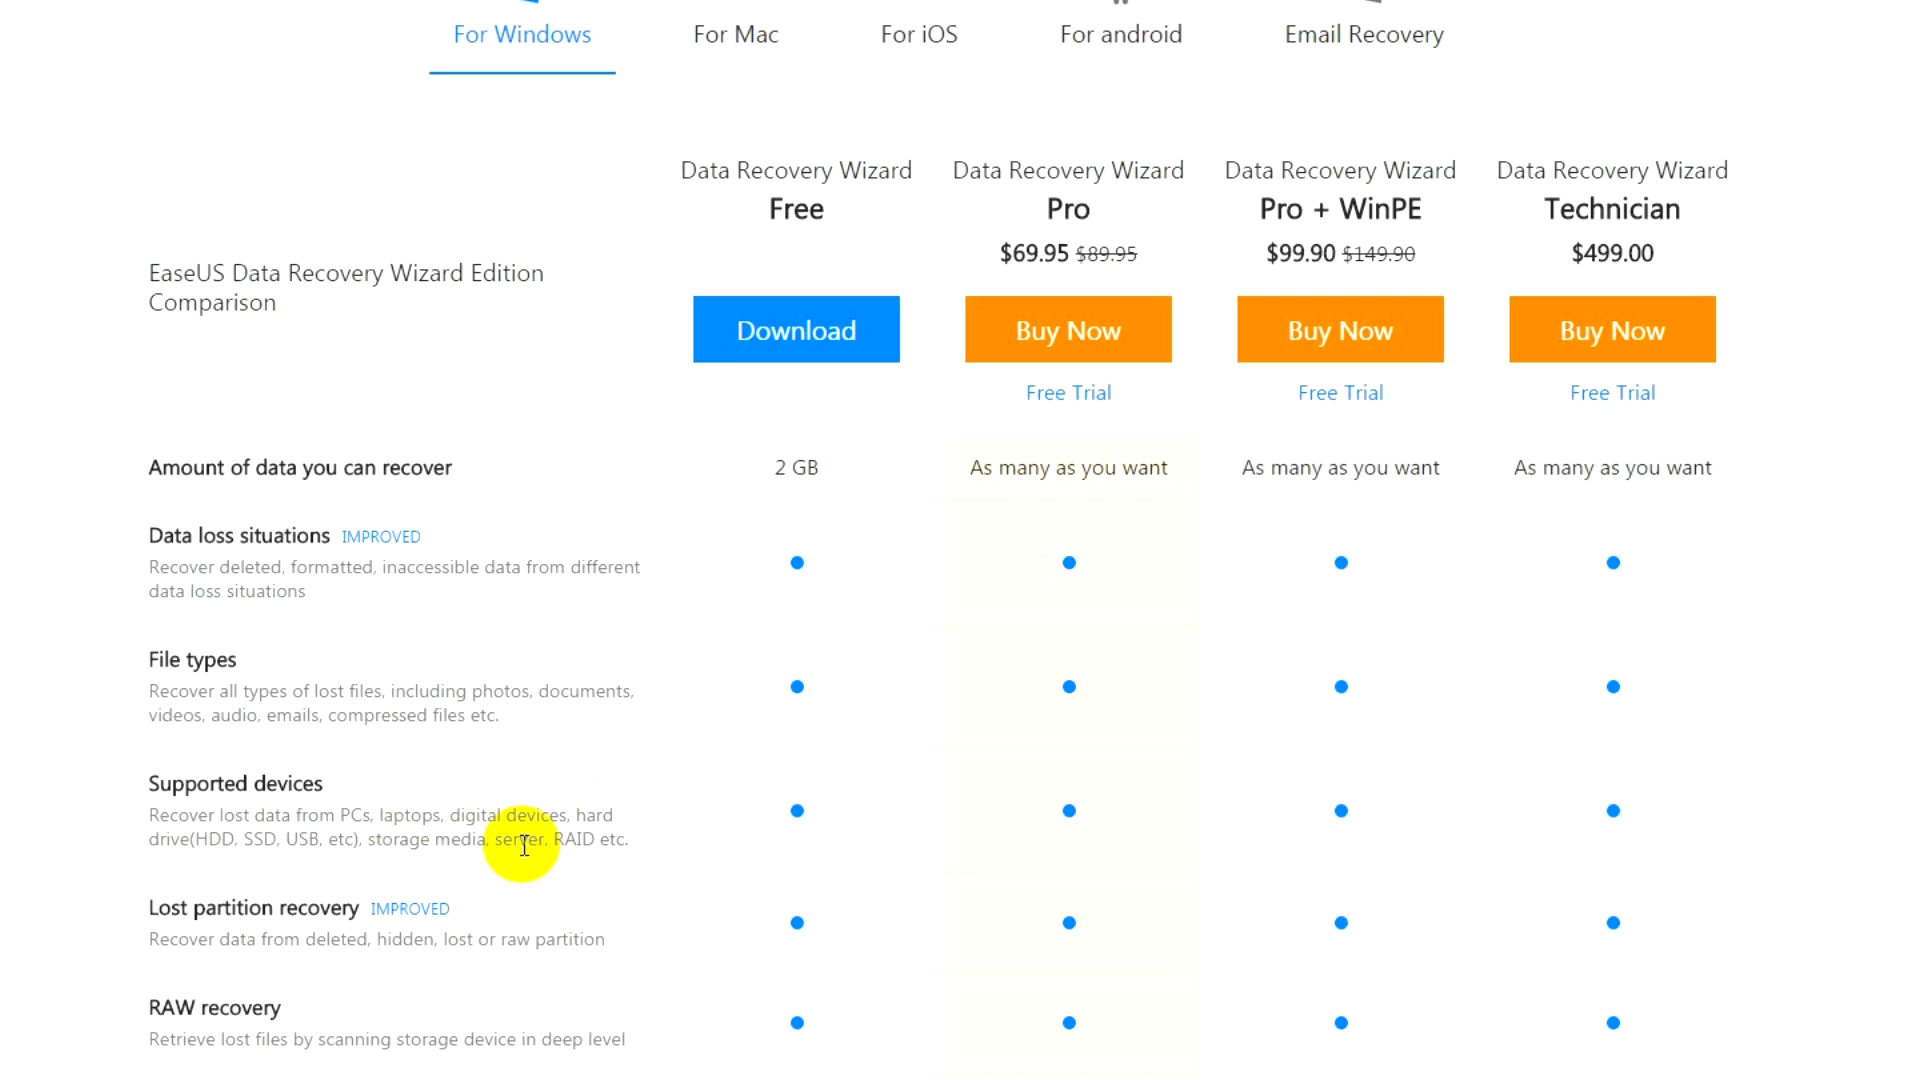 For Windows For Mac For iOS For android Email Recovery
Data Recovery Wizard Data Recovery Wizard Data Recovery Wizard Data Recovery Wizard
Free Pro Pro + WinPE Technician
$69.95 $89.95 $99.90 $149.90 $499.00
EaseUS Data Recovery Wizard Edition
Comparison
Download Buy Now Buy Now Buy Now
Free Trial Free Trial Free Trial
Amount of data you can recover 2 GB As many as you want As many as you want As many as you want
Data loss situations IMPROVED
Recover deleted, formatted, inaccessible data from different
data loss situations
File types
Recover all types of lost files, including photos, documents,
videos, audio, emails, compressed files etc.
Supported devices
Recover lost data from PCs, laptops, digital devices, hard
drive(HDD, SSD, USB, etc), storage media, server, RAID etc.
Lost partition recovery IMPROVED
Recover data from deleted, hidden, lost or raw partition
RAW recovery
Retrieve lost files by scanning storage device in deep level